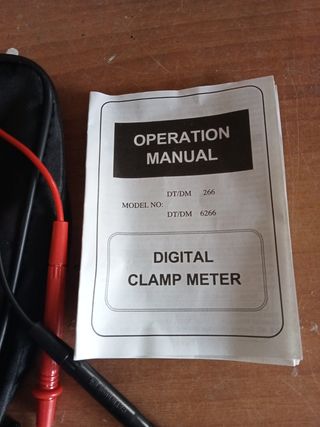 OPERATION
MANUAL
DT/DM 266
MODEL NO:
DT/DM 6266
DIGITAL
CLAMP METER